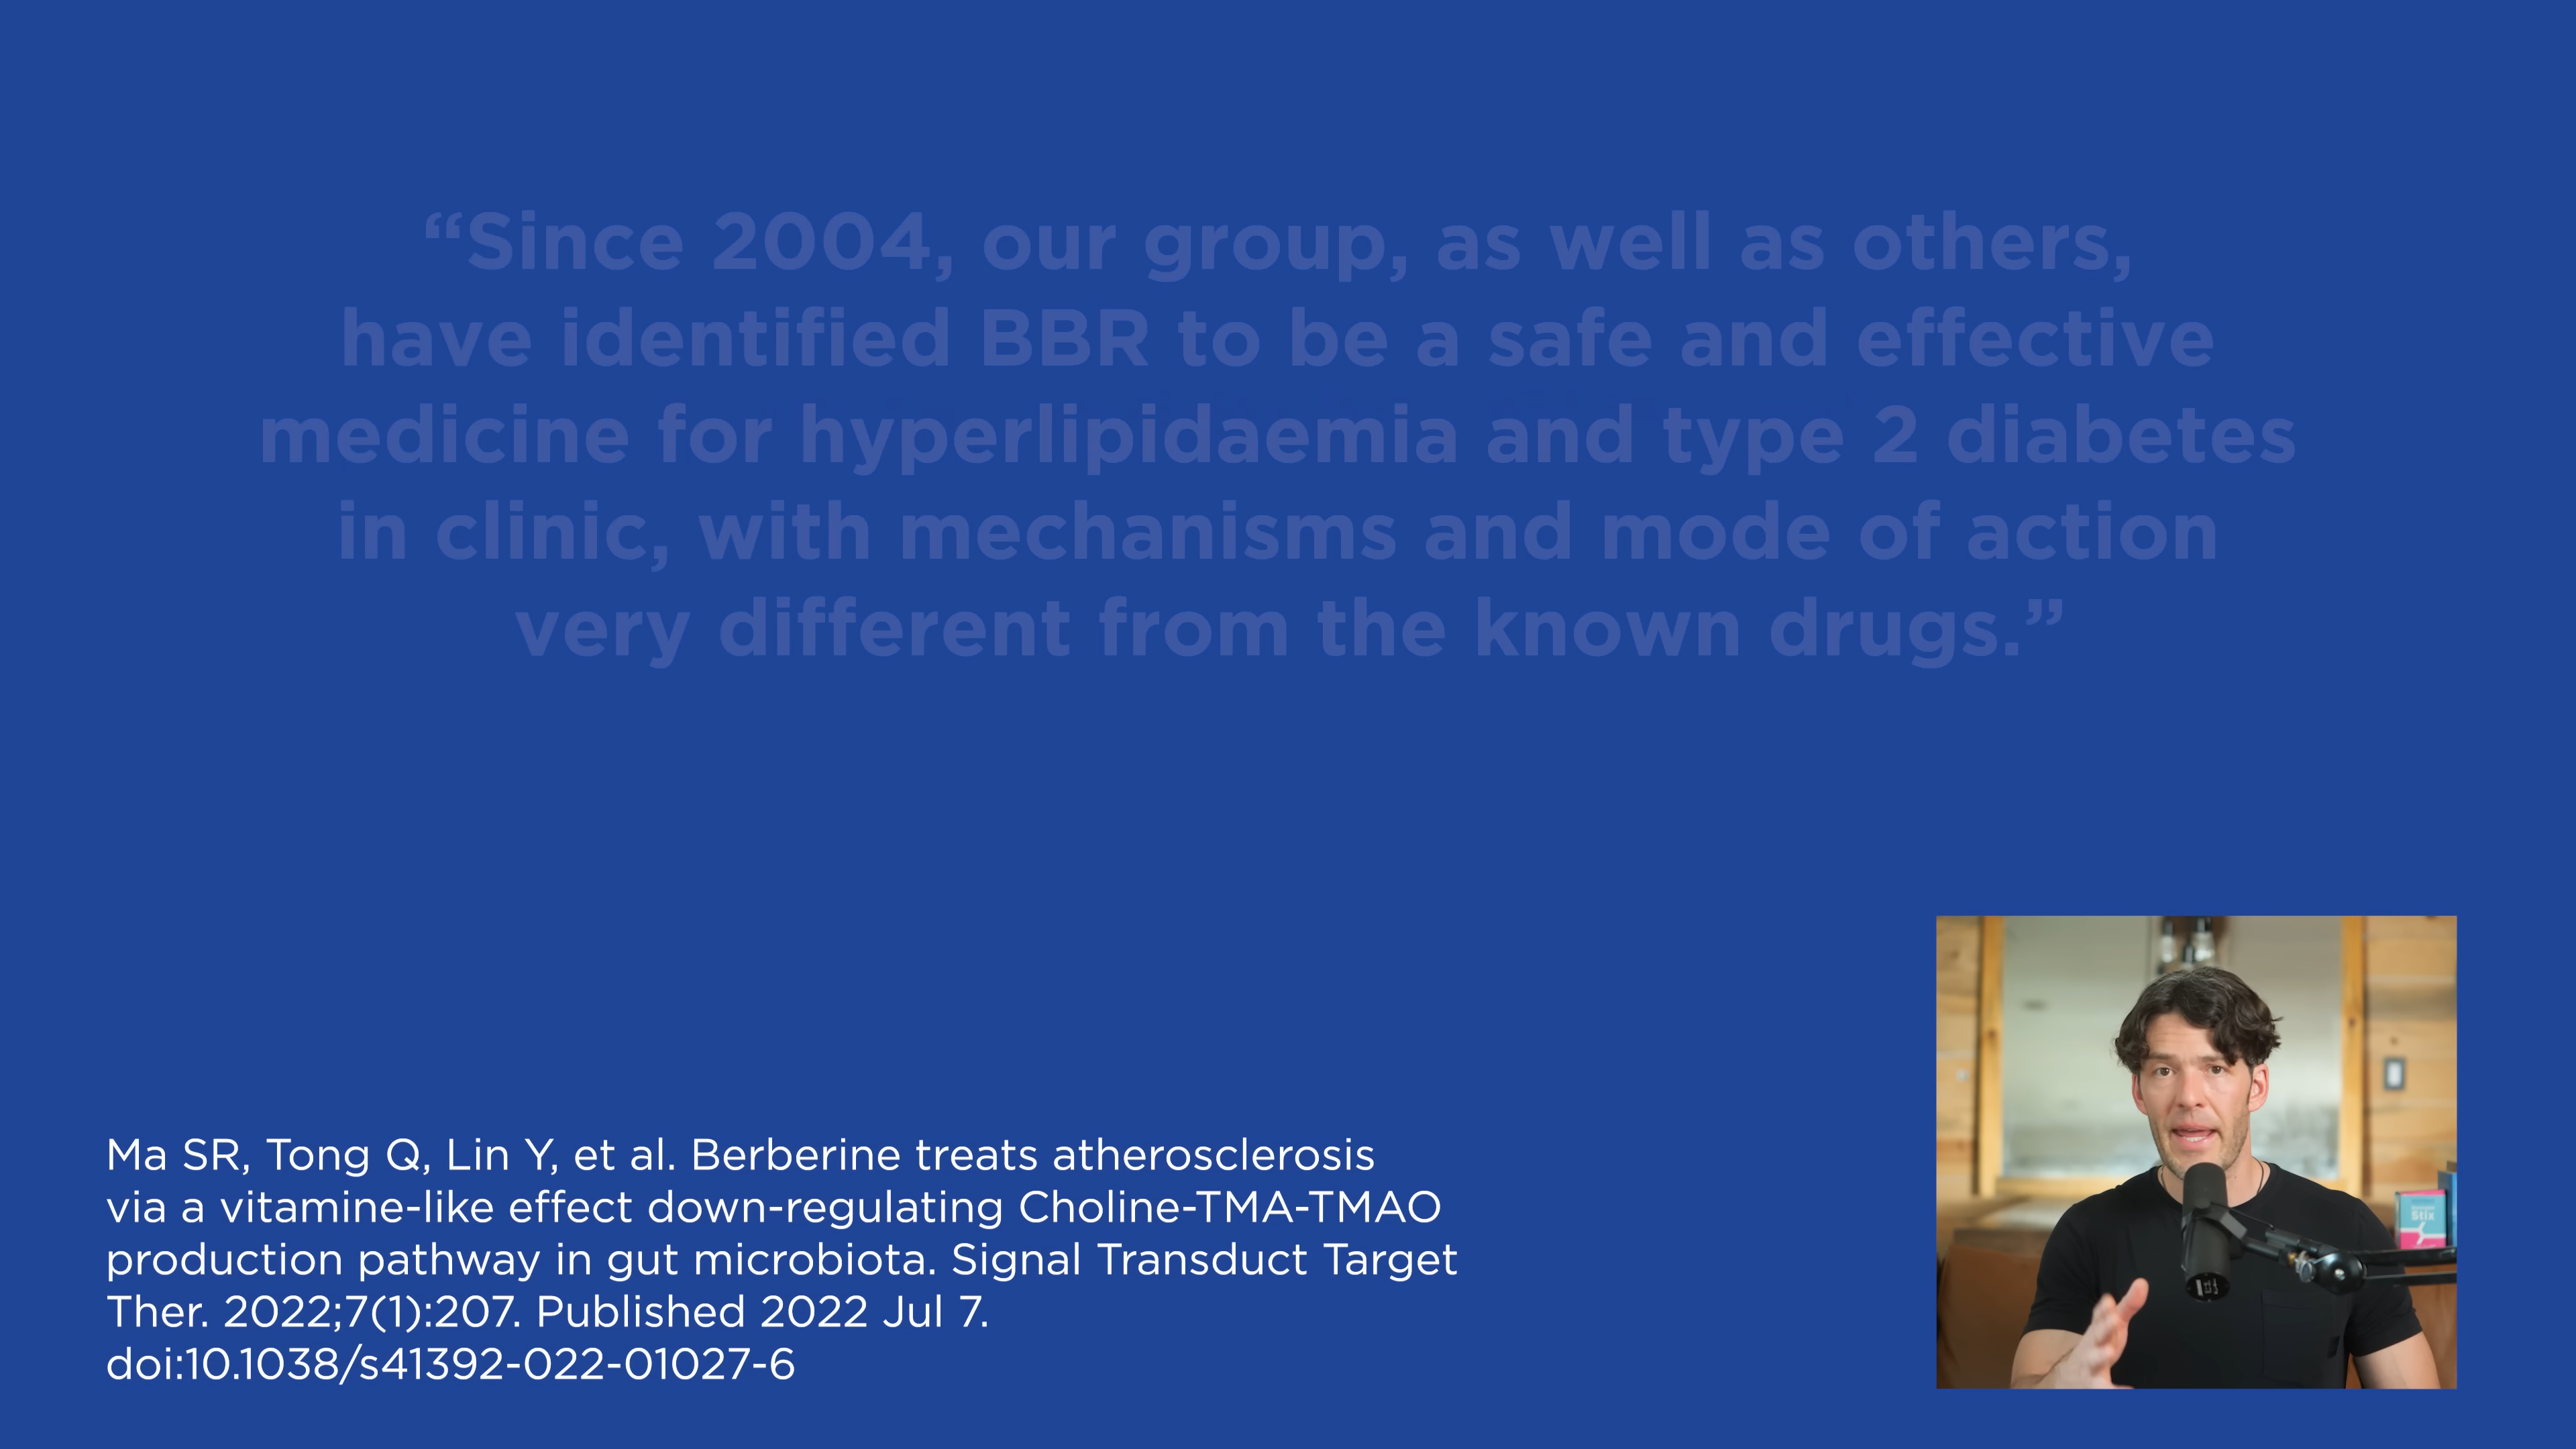 “Since 2004, our group, as well as others,
have identified BBR to be a safe and effective
medicine for hyperlipidaemia and type 2 diabetes
in clinic, with mechanisms and mode of action
very different from the known drugs.”
Ma SR, Tong Q, Lin Y, et al. Berberine treats atherosclerosis
via a vitamine-like effect down-regulating Choline-TMA-TMAO
production pathway in gut microbiota. Signal Transduct Target
Ther. 2022;7(1):207. Published 2022 Jul 7.
doi:10.1038/s41392-022-01027-6
Stix